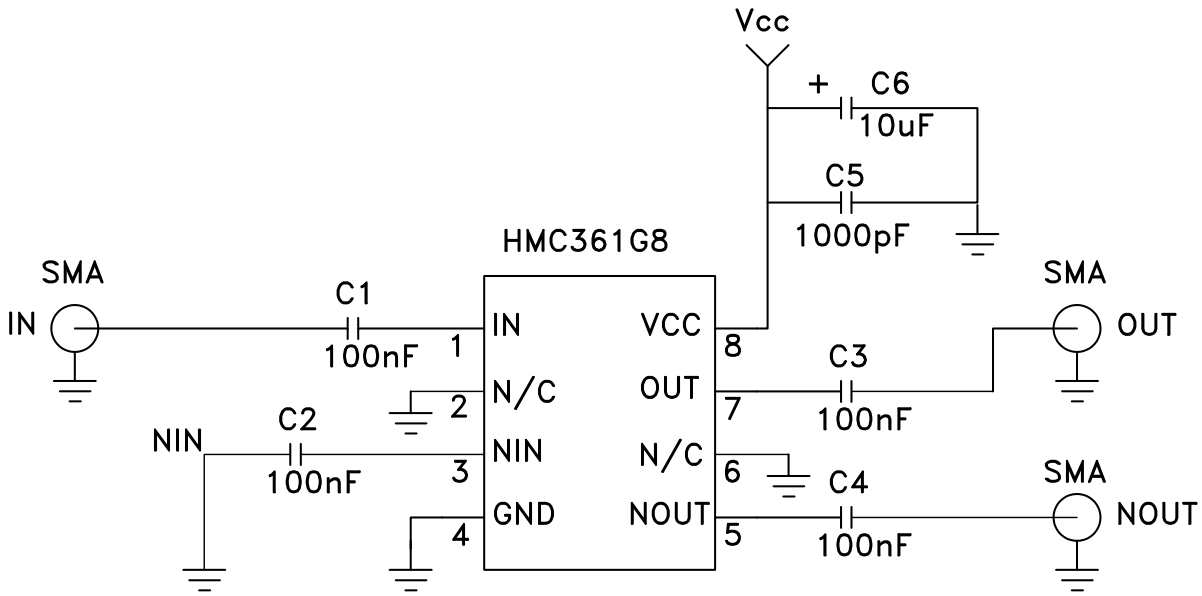 Vcc
+ C6
10uF
C5
1000pF
HMC361G8
SMA
IN
C1
100nF
1 IN
VCC 8
SMA
OUT
C3
100nF
2 N/C
OUT 7
NIN
C2
100nF
3 NIN
N/C 6
C4
100nF
SMA
NOUT
4 GND
NOUT 5